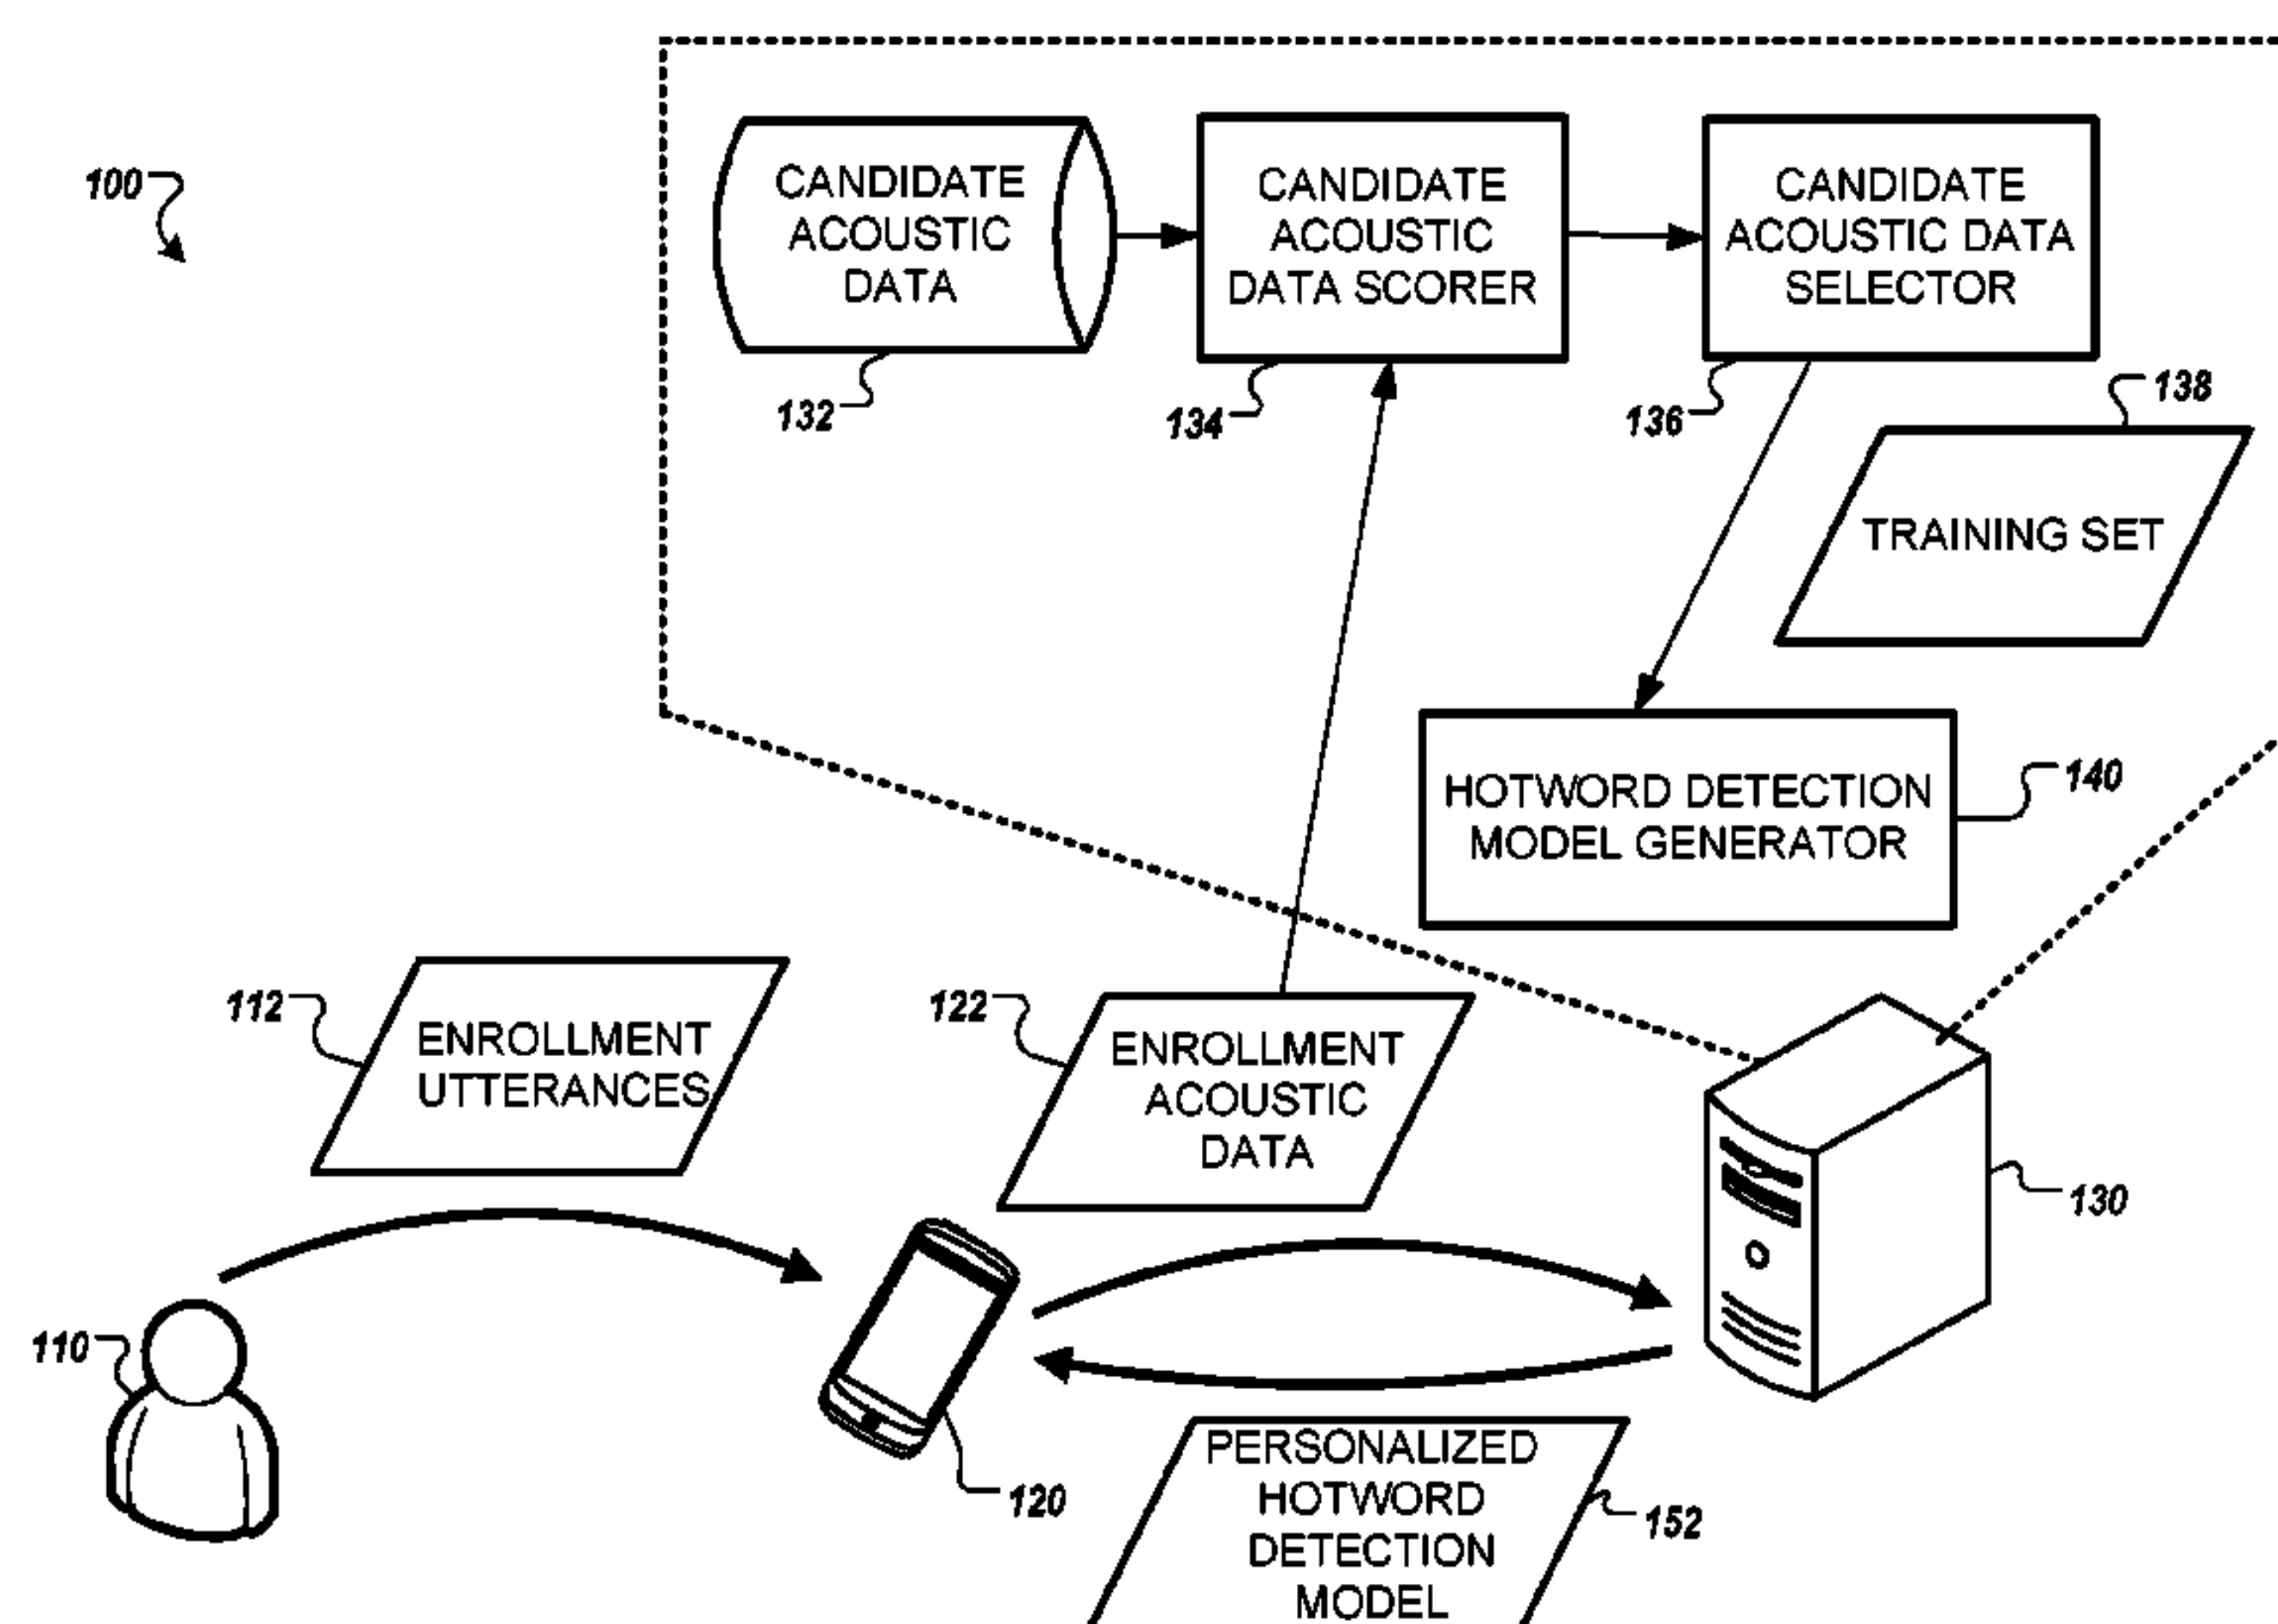 100
CANDIDATE
ACOUSTIC
DATA
132
CANDIDATE
ACOUSTIC
DATA SCORER
134
CANDIDATE
ACOUSTIC DATA
SELECTOR
136
138
TRAINING SET
HOTWORD DETECTION
MODEL GENERATOR
140
112
ENROLLMENT
UTTERANCES
122
ENROLLMENT
ACOUSTIC
DATA
130
110
120
PERSONALIZED
HOTWORD
DETECTION
MODEL
152